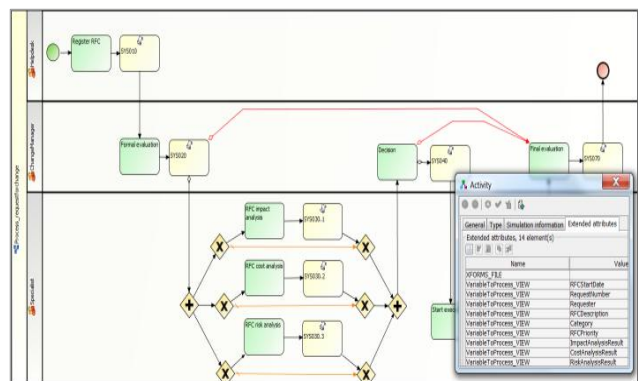 Process_requestforchange
Helpdesk
Register RFC
SYS010
ChangeManager
Formal evaluation
SYS020
Decision
SYS040
Final evaluation
SYS070
Specialist
RFC impact analysis
SYS030.1
RFC cost analysis
SYS030.2
RFC risk analysis
SYS030.3
Activity
General Type Simulation information Extended attributes
Extended attributes, 14 element(s)
Name Value
XFORMS_FILE
VariableToProcess_VIEW RFCStartDate
VariableToProcess_VIEW RequestNumber
VariableToProcess_VIEW Requester
VariableToProcess_VIEW RFCDescription
VariableToProcess_VIEW Category
VariableToProcess_VIEW RFCPriority
VariableToProcess_VIEW ImpactAnalysisResult
VariableToProcess_VIEW CostAnalysisResult
VariableToProcess_VIEW RiskAnalysisResult